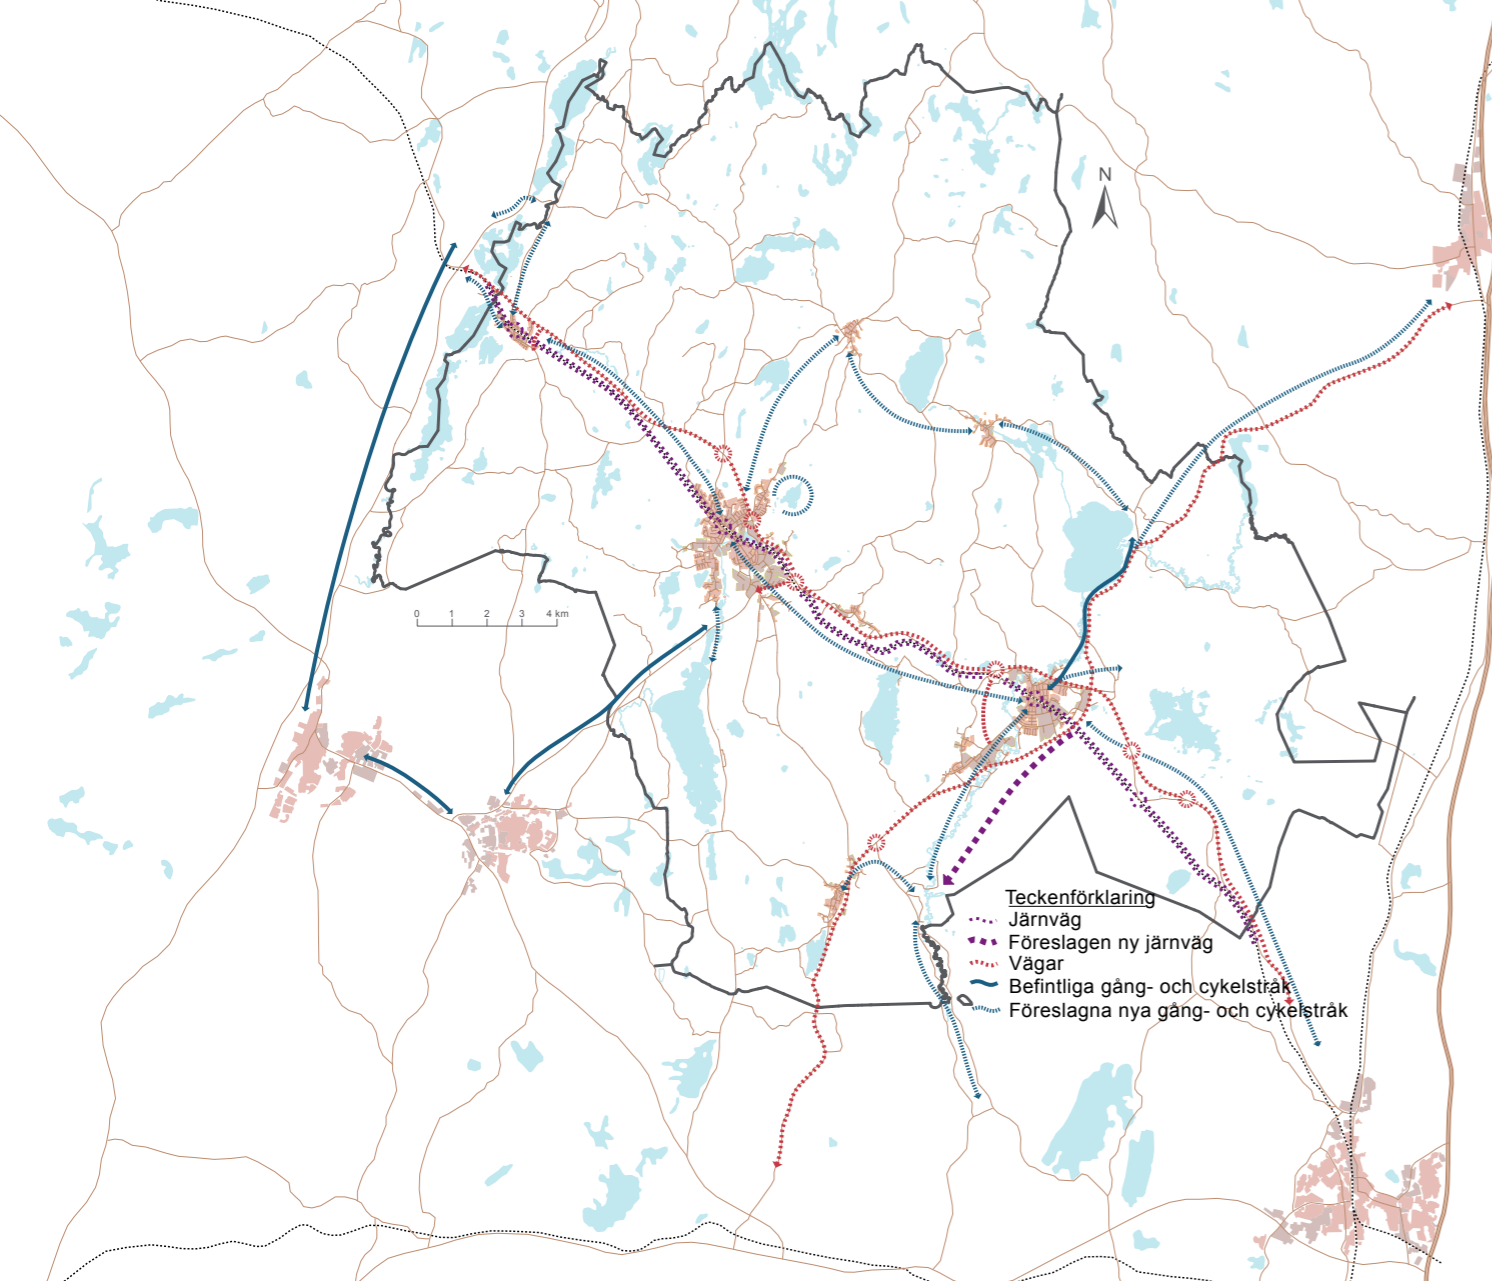 N
0 1 2 3 4 km
Teckenförklaring
Järnväg
Föreslagen ny järnväg
Vägar
Befintliga gång- och cykelstråk
Föreslagna nya gång- och cykelstråk